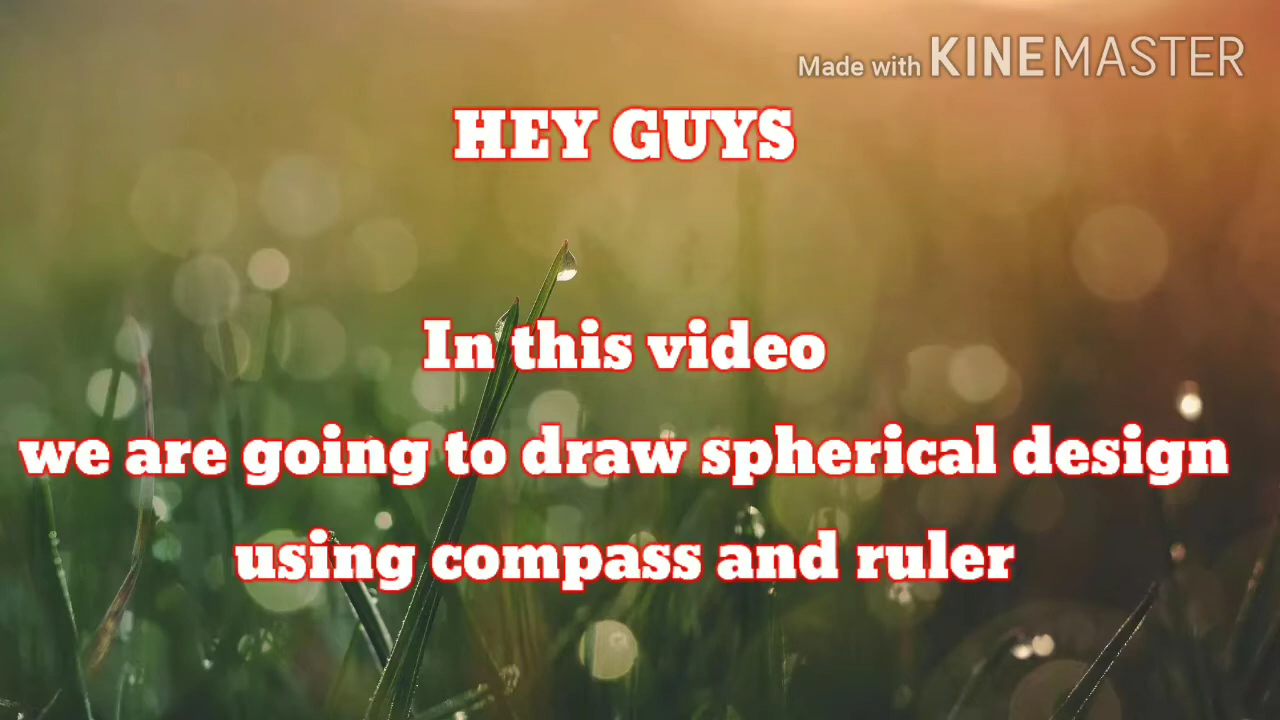 Made with KINEMASTER
HEY GUYS
In this video
we are going to draw spherical design
using compass and ruler